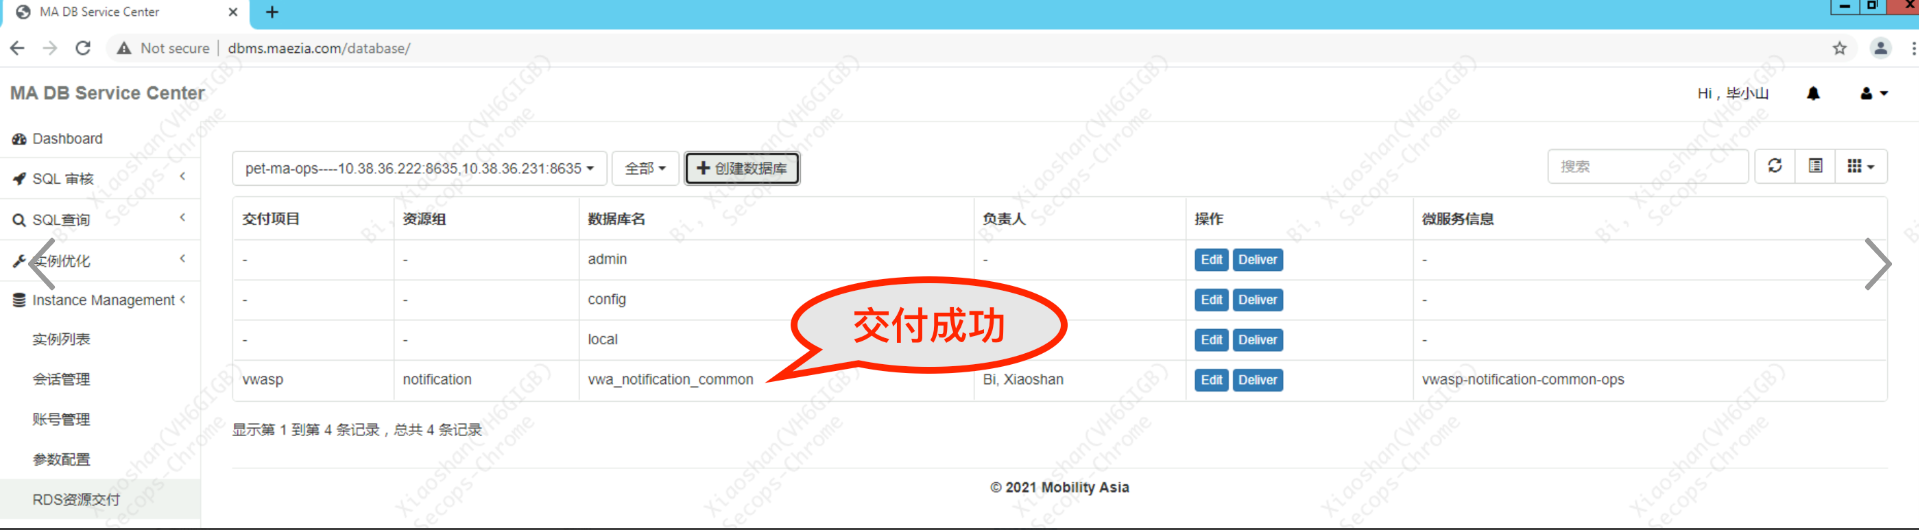 MA DB Service Center
Not secure
dbms.maezia.com/database/
MA DB Service Center
Hi，毕小山
Dashboard
SQL 审核
SQL查询
实例优化
Instance Management
实例列表
会话管理
账号管理
参数配置
RDS资源交付
pet-ma-ops----10.38.36.222:8635,10.38.36.231:8635
全部
创建数据库
搜索
交付项目 资源组 数据库名 负责人 操作 微服务信息
- - admin - Edit Deliver -
- - config Edit Deliver -
- - local Edit Deliver -
vwasp notification vwa_notification_common Bi, Xiaoshan Edit Deliver vwasp-notification-common-ops
交付成功
显示第 1 到第 4 条记录，总共 4 条记录
© 2021 Mobility Asia
Bi, Xiaoshan(VH6GIGB)
Secops-Chrome